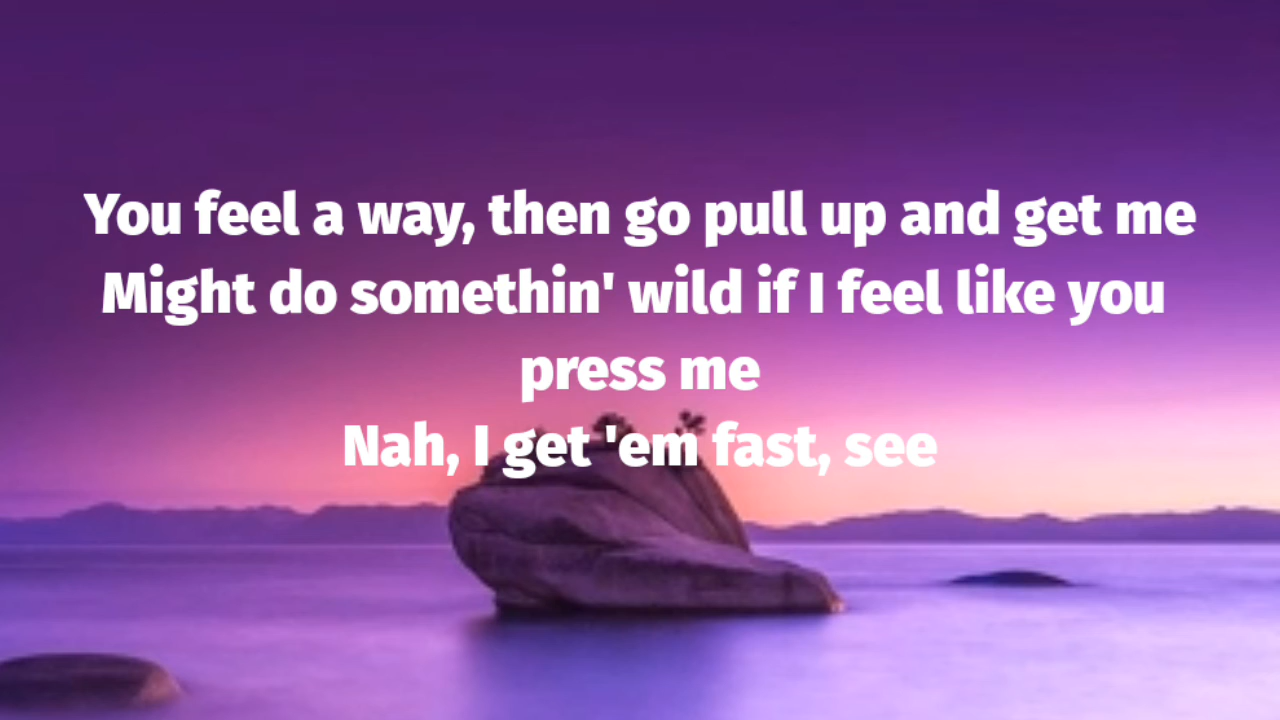 You feel a way, then go pull up and get me
Might do somethin' wild if I feel like you
press me
Nah, I get 'em fast, see